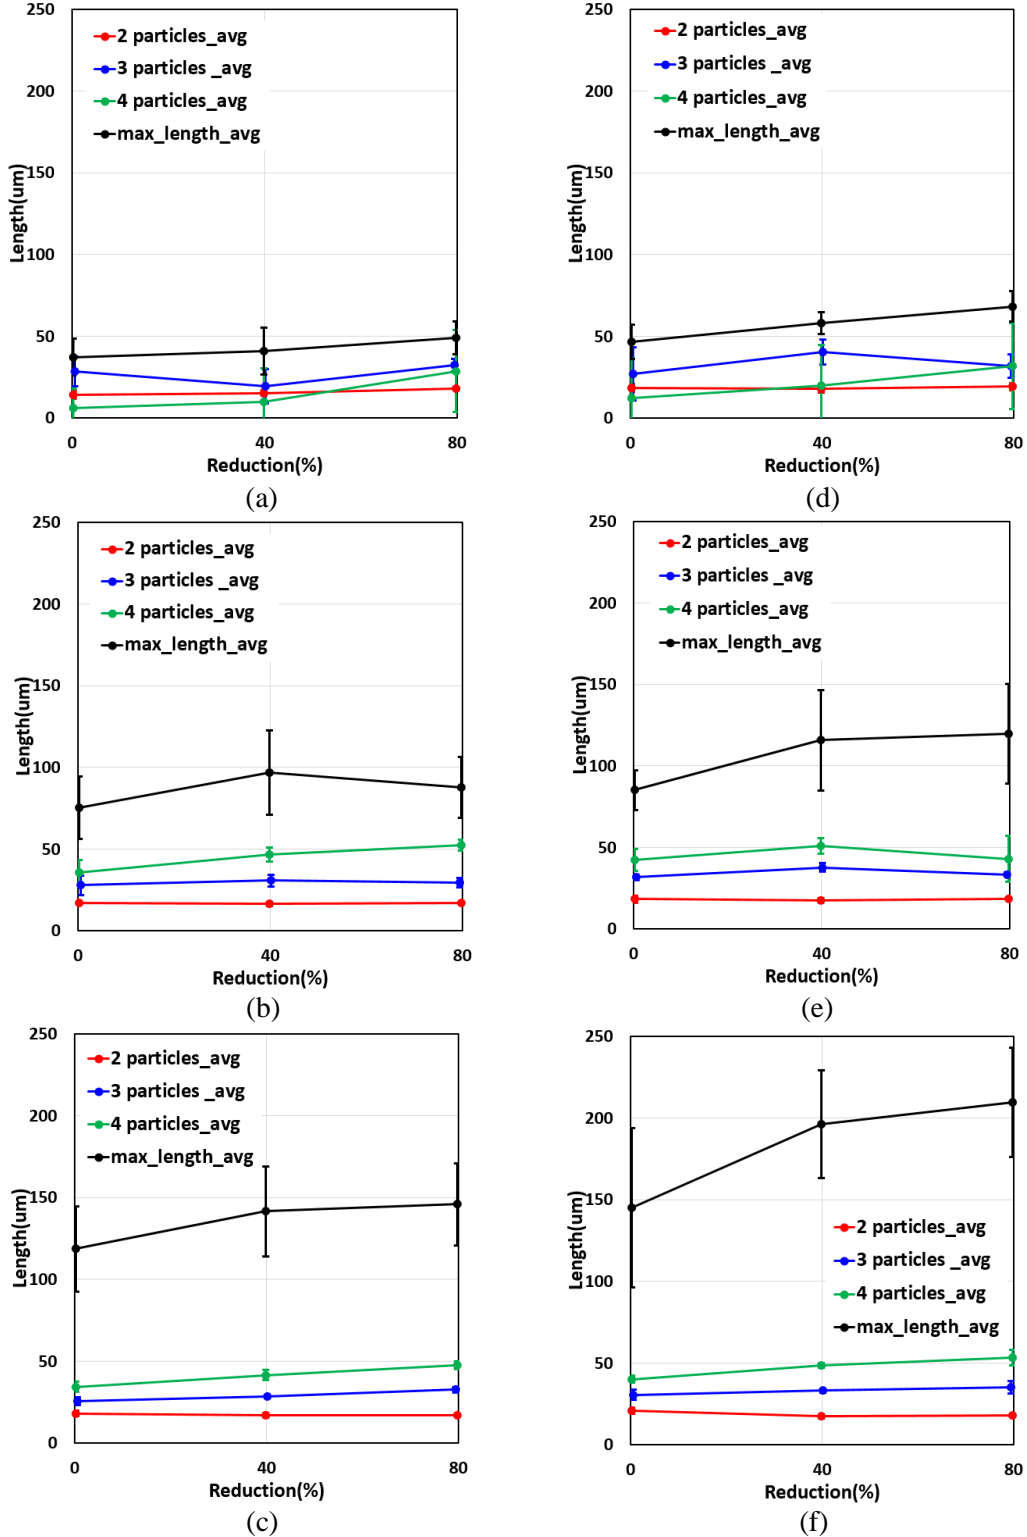 250
200
150
100
50
0
Length(um)
2 particles_avg
3 particles _avg
4 particles_avg
max_length_avg
0 40 80
Reduction(%)
(a)
250
200
150
100
50
0
Length(um)
2 particles_avg
3 particles _avg
4 particles_avg
max_length_avg
0 40 80
Reduction(%)
(d)
250
200
150
100
50
0
Length(um)
2 particles_avg
3 particles _avg
4 particles_avg
max_length_avg
0 40 80
Reduction(%)
(b)
250
200
150
100
50
0
Length(um)
2 particles_avg
3 particles _avg
4 particles_avg
max_length_avg
0 40 80
Reduction(%)
(e)
250
200
150
100
50
0
Length(um)
2 particles_avg
3 particles _avg
4 particles_avg
max_length_avg
0 40 80
Reduction(%)
(c)
250
200
150
100
50
0
Length(um)
2 particles_avg
3 particles _avg
4 particles_avg
max_length_avg
0 40 80
Reduction(%)
(f)